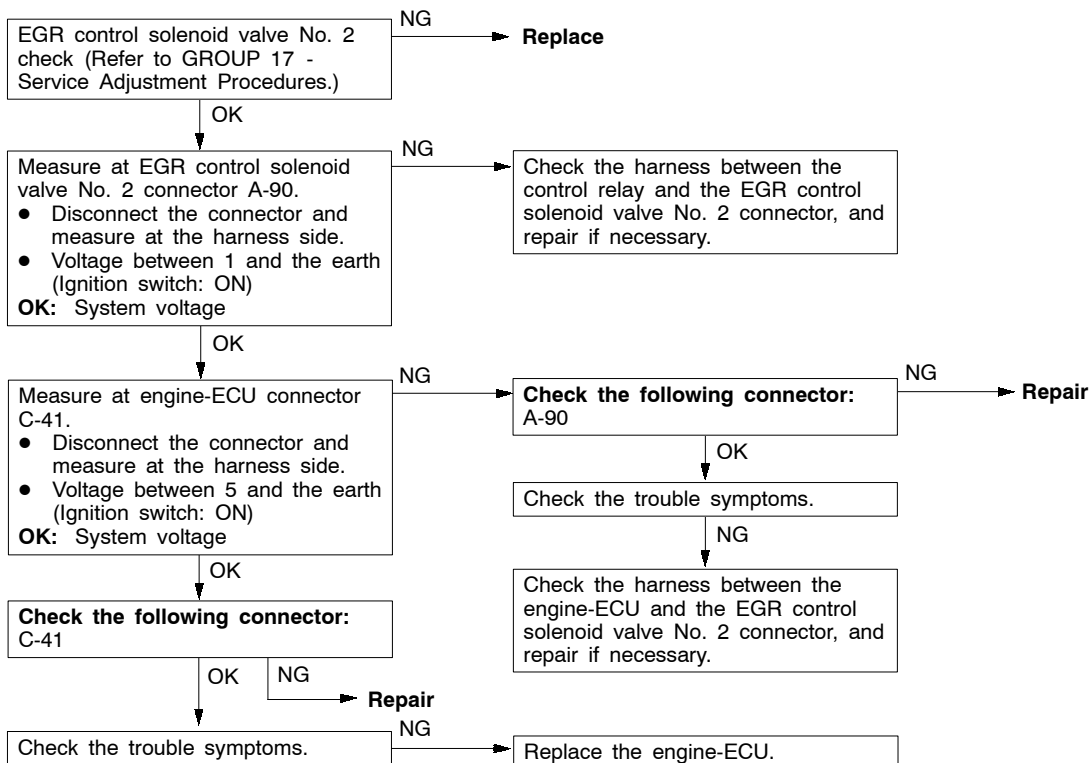 EGR control solenoid valve No. 2
check (Refer to GROUP 17 -
Service Adjustment Procedures.)
NG
Replace
OK
Measure at EGR control solenoid
valve No. 2 connector A-90.
● Disconnect the connector and
measure at the harness side.
● Voltage between 1 and the earth
(Ignition switch: ON)
OK: System voltage
NG
Check the harness between the
control relay and the EGR control
solenoid valve No. 2 connector, and
repair if necessary.
OK
Measure at engine-ECU connector
C-41.
● Disconnect the connector and
measure at the harness side.
● Voltage between 5 and the earth
(Ignition switch: ON)
OK: System voltage
NG
Check the following connector:
A-90
NG
Repair
OK
Check the trouble symptoms.
NG
Check the harness between the
engine-ECU and the EGR control
solenoid valve No. 2 connector, and
repair if necessary.
OK
Check the following connector:
C-41
OK
NG
Repair
Check the trouble symptoms.
NG
Replace the engine-ECU.